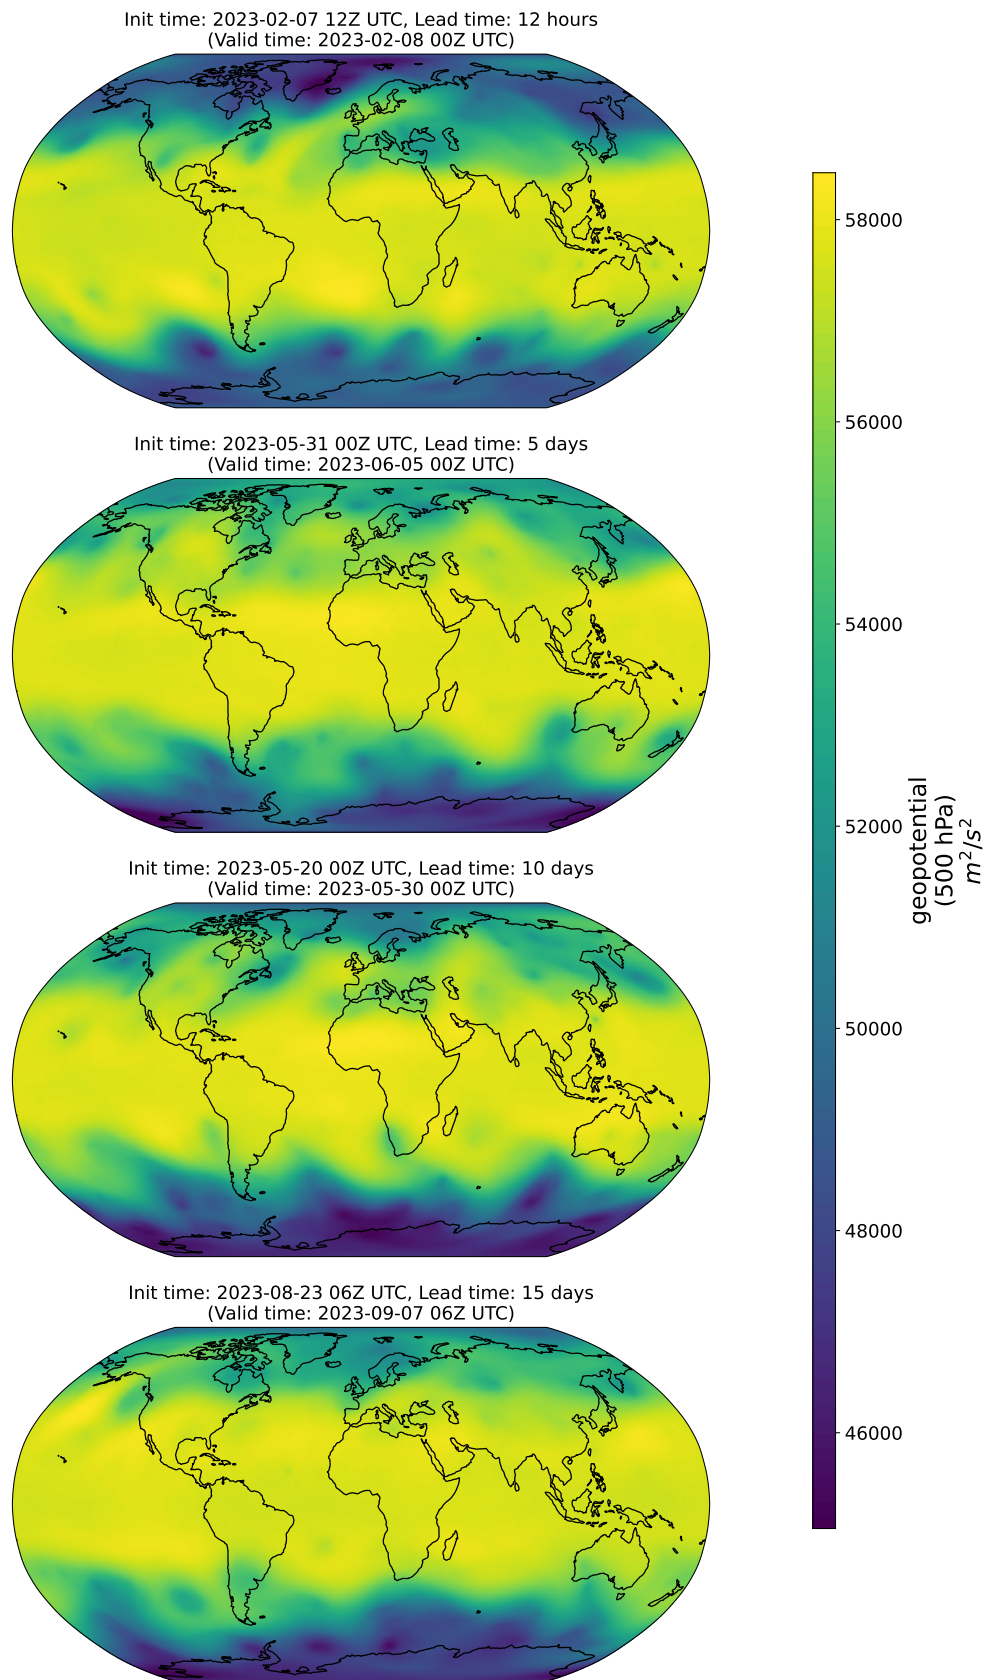 Init time: 2023-02-07 12Z UTC, Lead time: 12 hours
(Valid time: 2023-02-08 00Z UTC)
Init time: 2023-05-31 00Z UTC, Lead time: 5 days
(Valid time: 2023-06-05 00Z UTC)
Init time: 2023-05-20 00Z UTC, Lead time: 10 days
(Valid time: 2023-05-30 00Z UTC)
Init time: 2023-08-23 06Z UTC, Lead time: 15 days
(Valid time: 2023-09-07 06Z UTC)
58000
56000
54000
52000
50000
48000
46000
geopotential
(500 hPa)
m²/s²